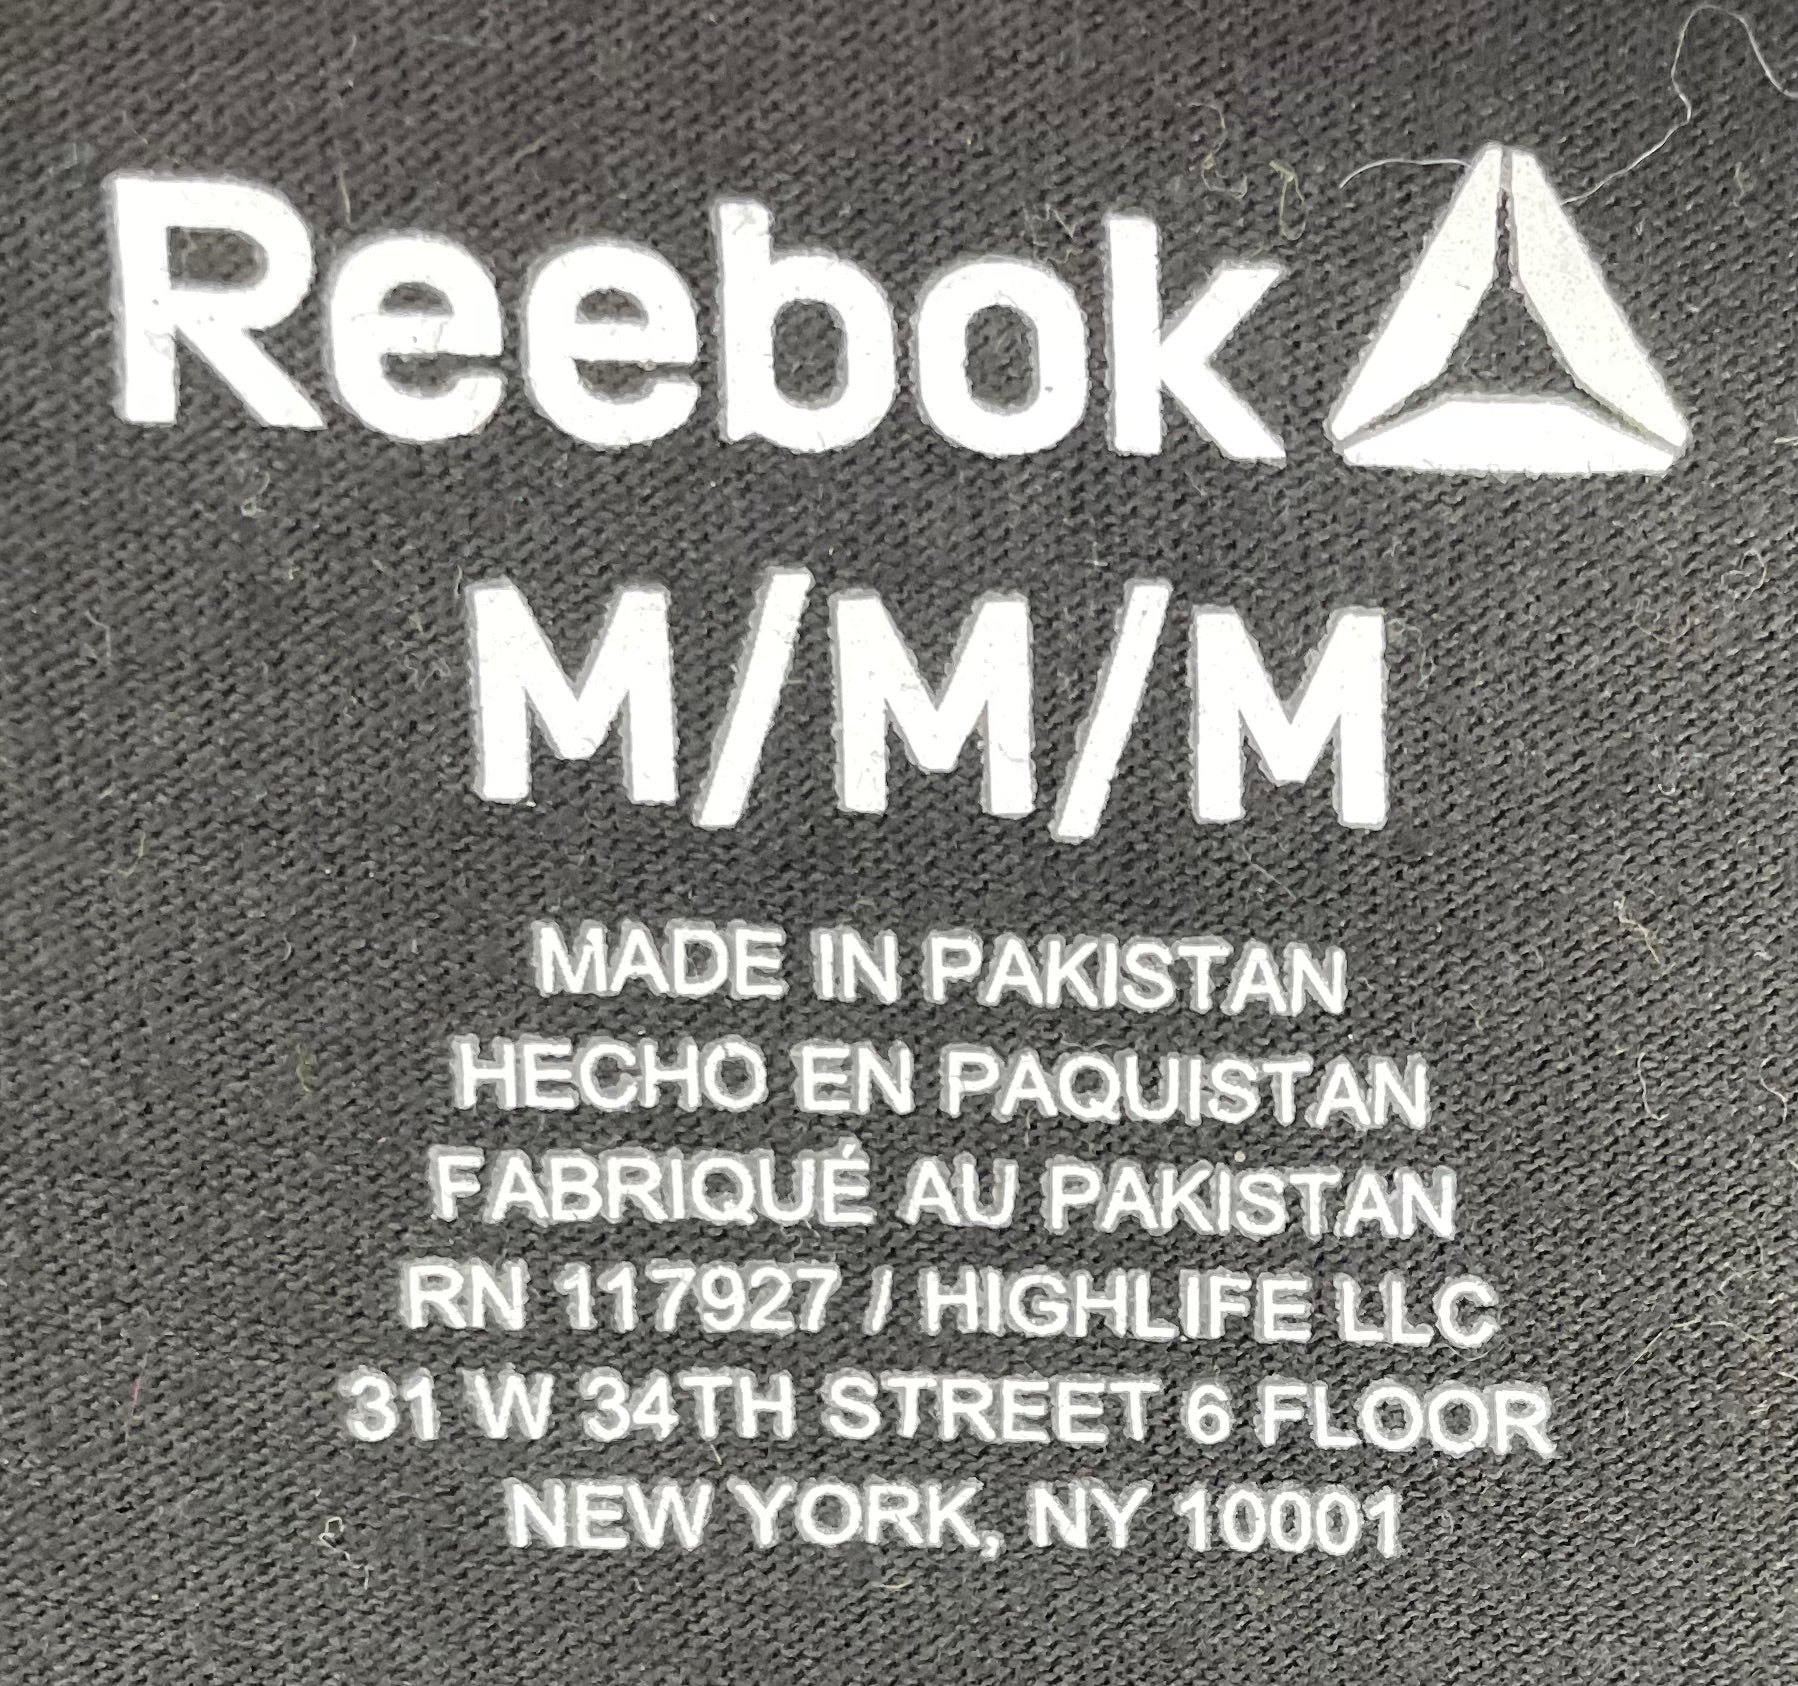 Reebok
M/M/M
MADE IN PAKISTAN
HECHO EN PAQUISTAN
FABRIQUÉ AU PAKISTAN
RN 117927 / HIGHLIFE LLC
31 W 34TH STREET 6 FLOOR
NEW YORK, NY 10001